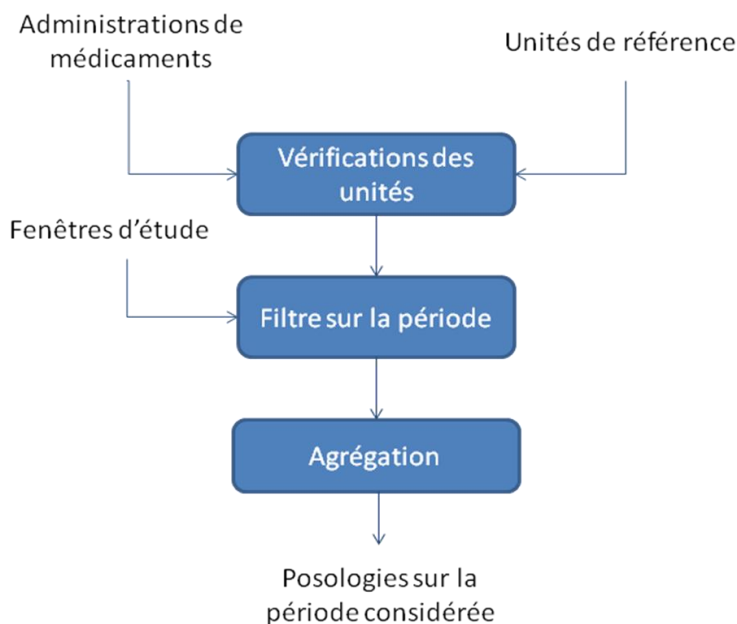 Administrations de
médicaments
Unités de référence
Vérifications des
unités
Fenêtres d’étude
Filtre sur la période
Agrégation
Posologies sur la
période considérée